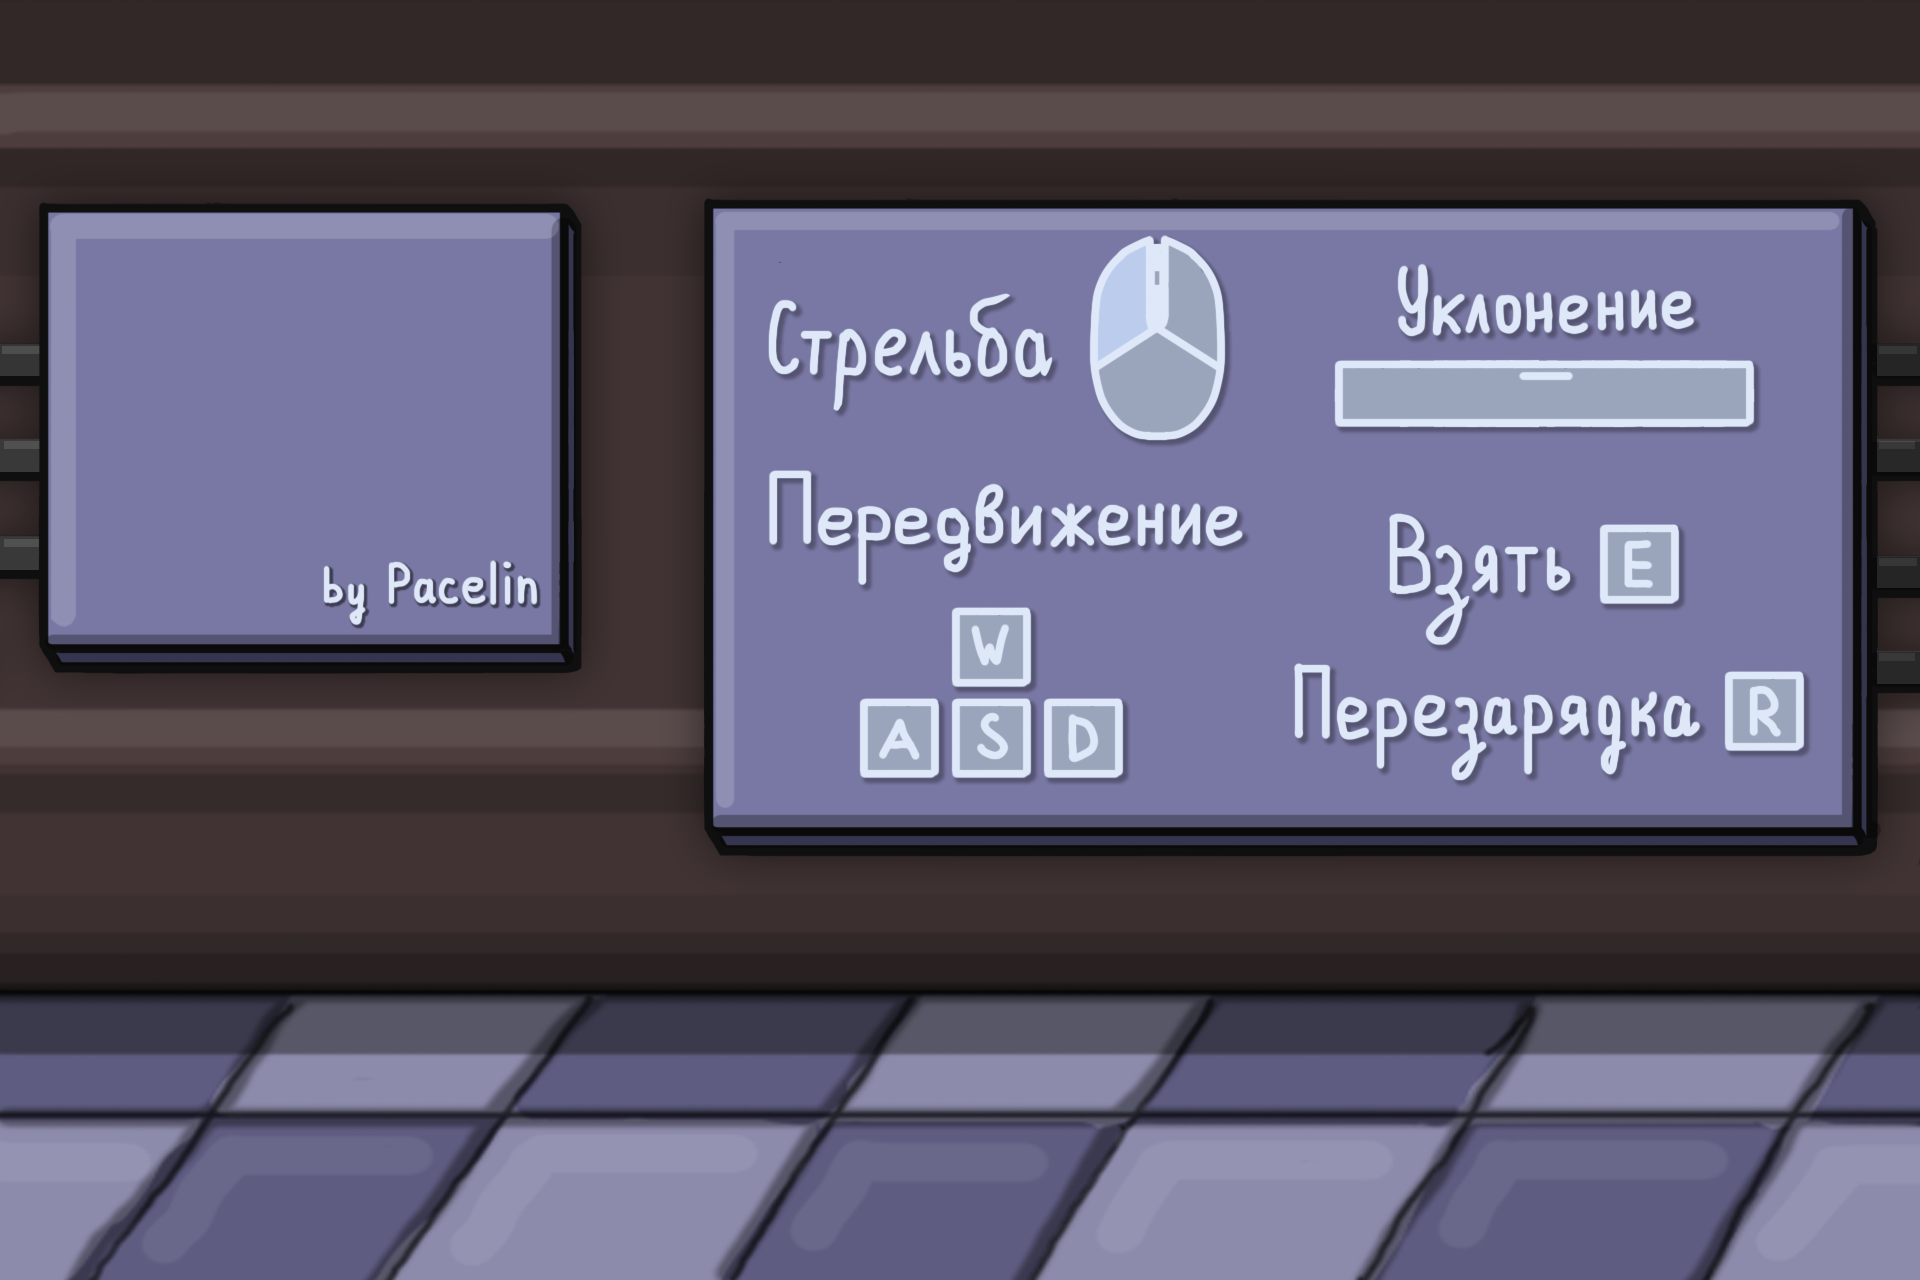 by Pacelin
Стрельба
Уклонение
Передвижение
W
A S D
Взять E
Перезарядка R